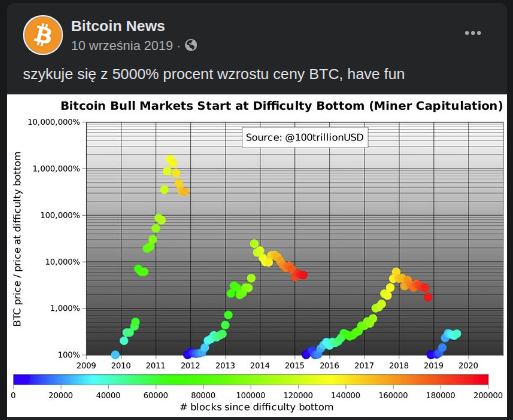 Bitcoin News
10 września 2019 ·
szykuje się z 5000% procent wzrostu ceny BTC, have fun
Bitcoin Bull Markets Start at Difficulty Bottom (Miner Capitulation)
Source: @100trillionUSD
BTC price / price at difficulty bottom
10,000,000%
1,000,000%
100,000%
10,000%
1,000%
100%
2009 2010 2011 2012 2013 2014 2015 2016 2017 2018 2019 2020
0 20000 40000 60000 80000 100000 120000 140000 160000 180000 200000
# blocks since difficulty bottom